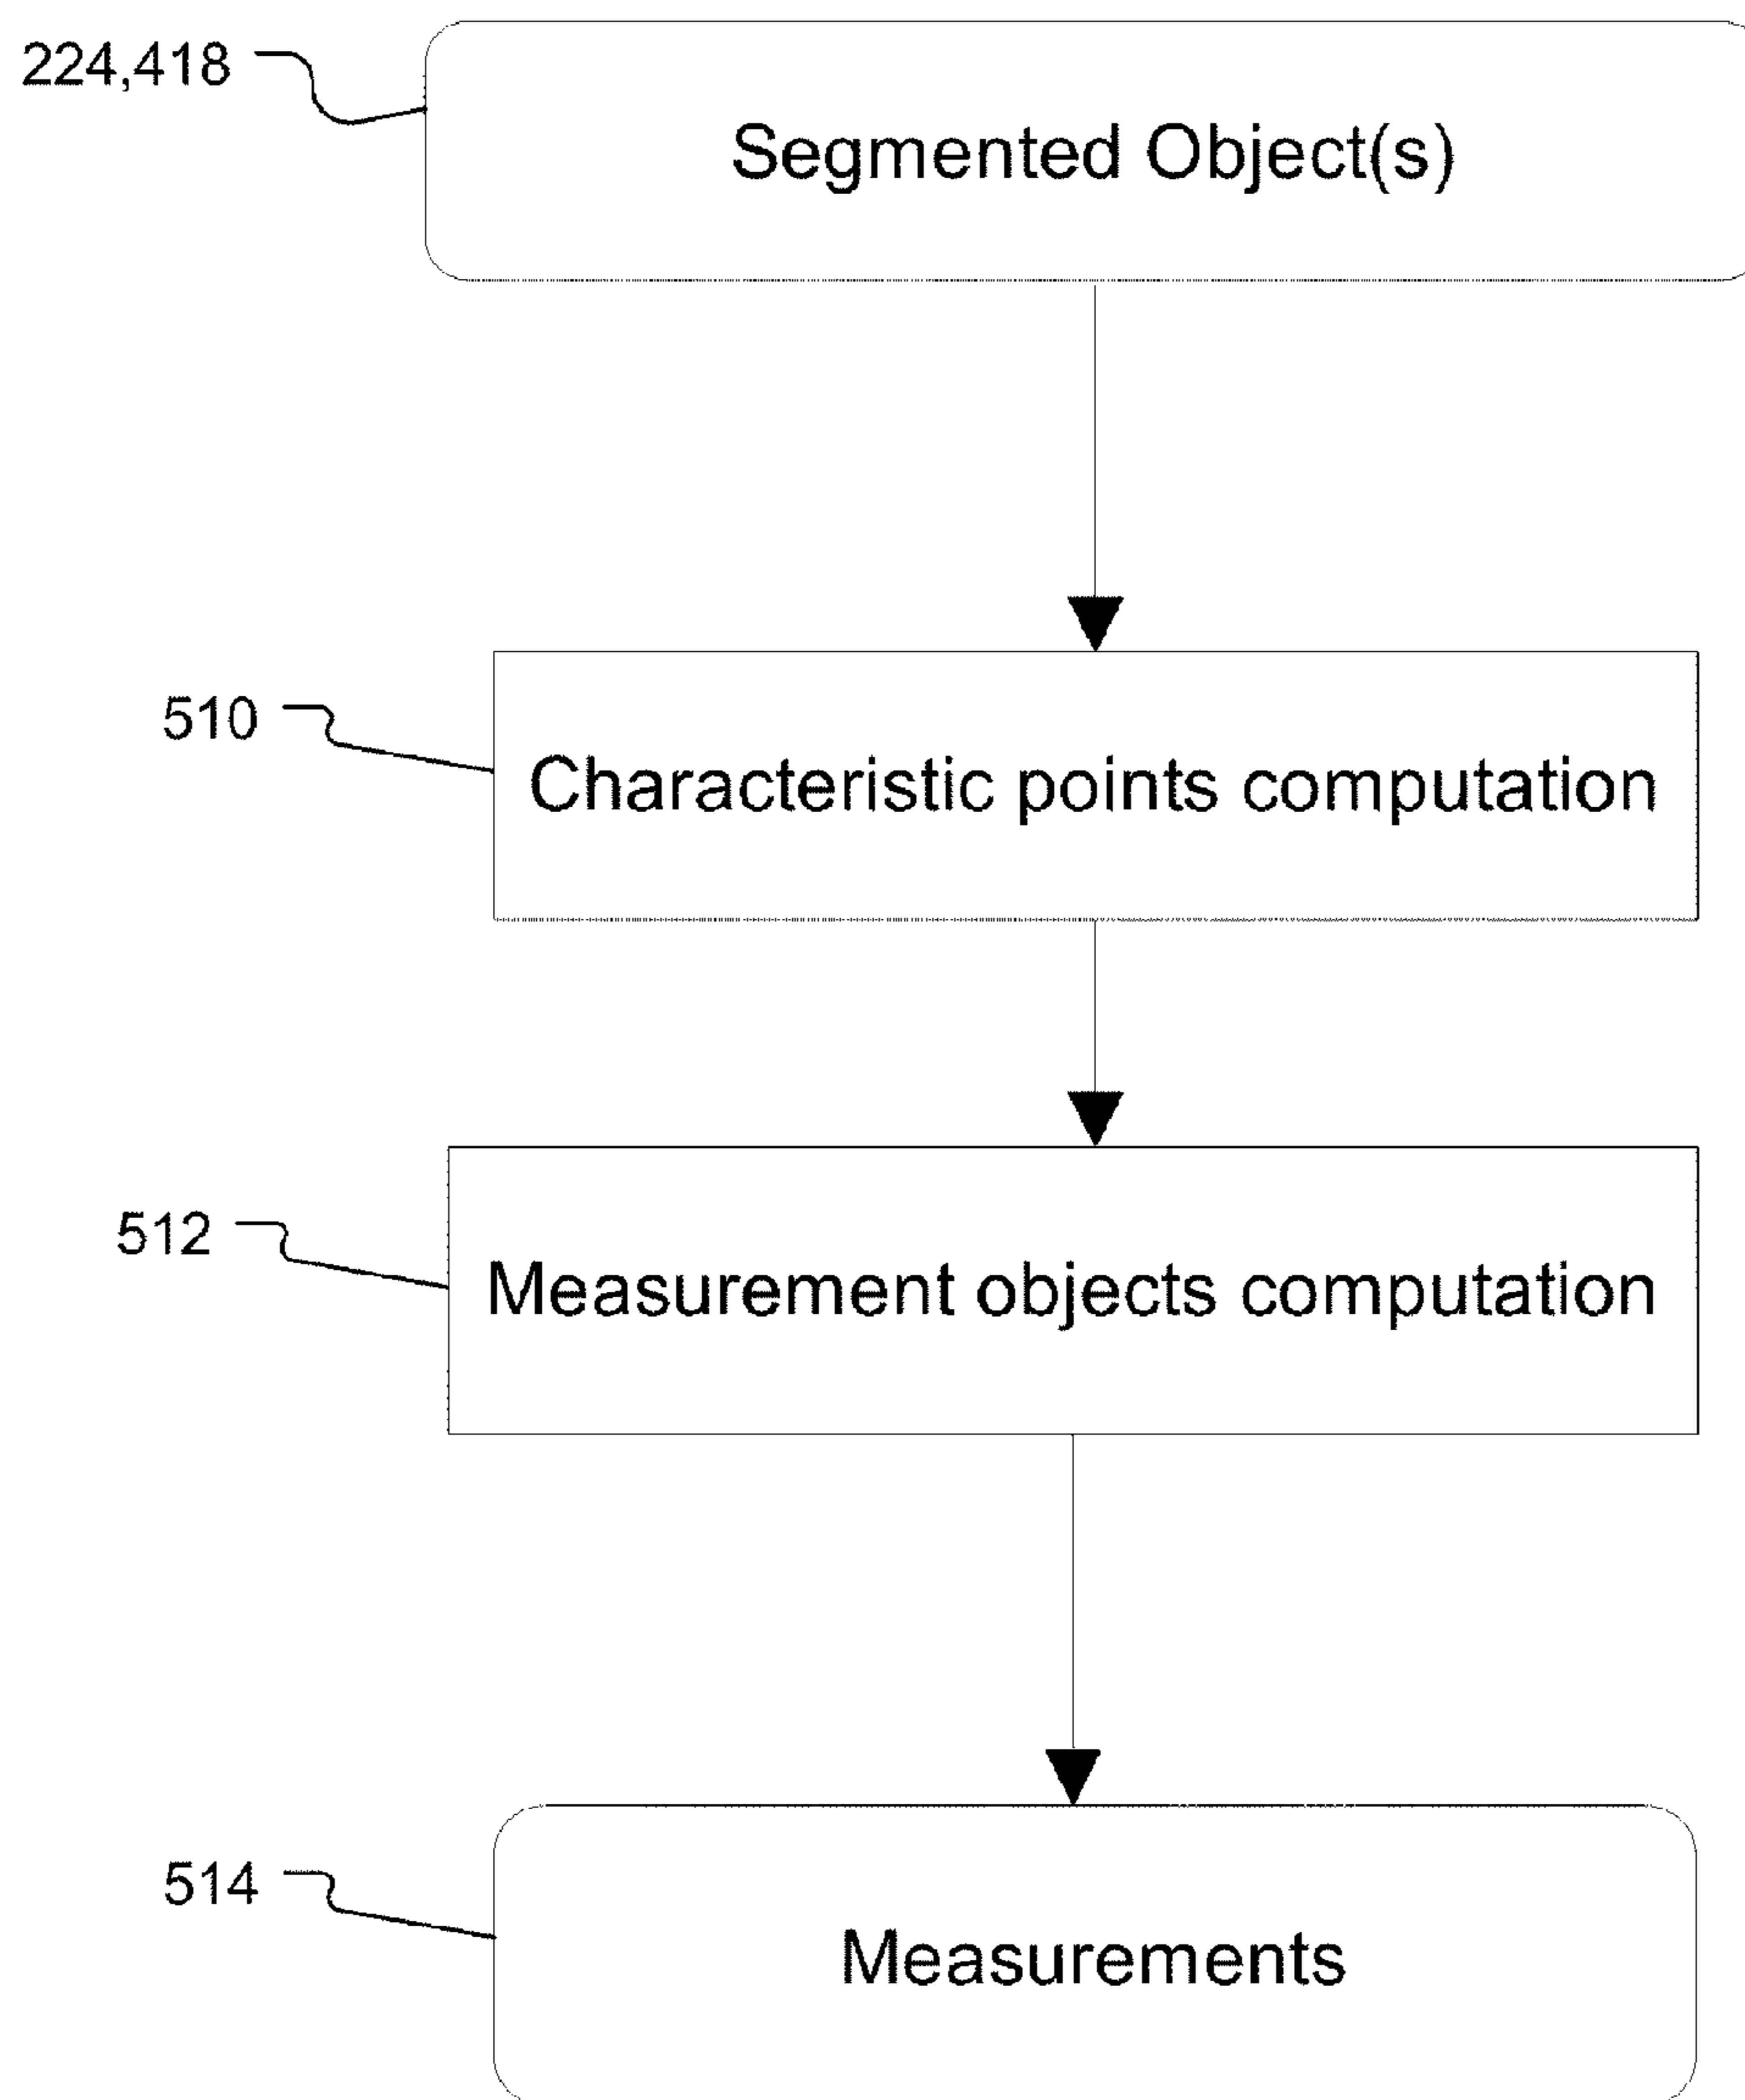 224,418
Segmented Object(s)
510
Characteristic points computation
512
Measurement objects computation
514
Measurements